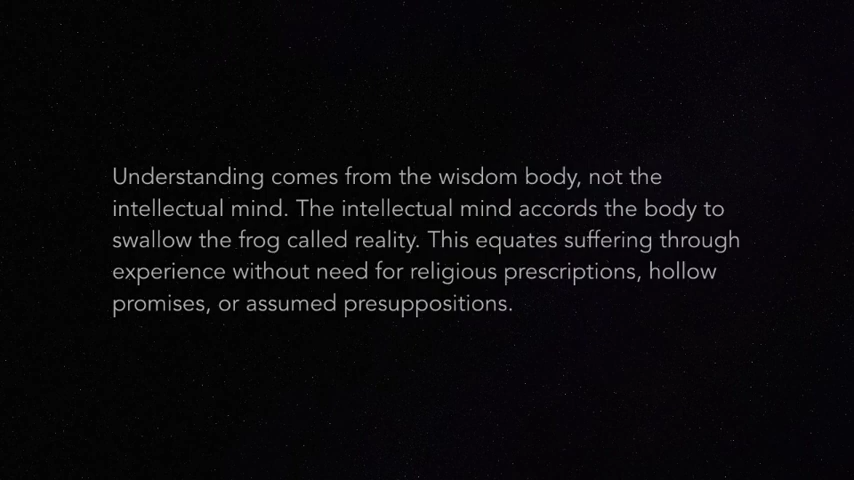 Understanding comes from the wisdom body, not the
intellectual mind. The intellectual mind accords the body to
swallow the frog called reality. This equates suffering through
experience without need for religious prescriptions, hollow
promises, or assumed presuppositions.